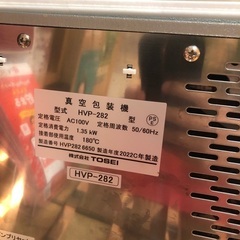 真空包装機
型式 HVP-282 型
定格電圧 AC100V 定格周波数 50/60Hz
定格消費電力 1.35 kW
接着部使用温度 180℃
製造番号 HVP282 6650 製造年度2022年製造
株式会社 TOSEI
HVP-282